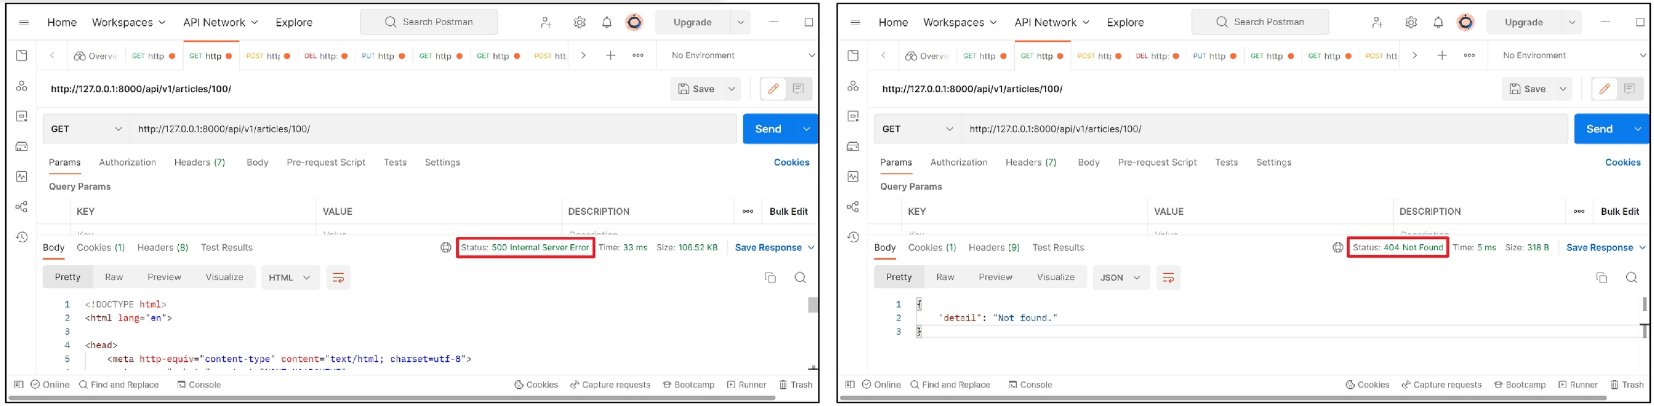 Home Workspaces API Network Explore Search Postman Upgrade
Overvie GET http GET http POST http DEL http: PUT http GET http GET http POST htt No Environment
http://127.0.0.1:8000/api/v1/articles/100/ Save
GET http://127.0.0.1:8000/api/v1/articles/100/ Send
Params Authorization Headers (7) Body Pre-request Script Tests Settings Cookies
Query Params
KEY VALUE DESCRIPTION Bulk Edit
Body Cookies (1) Headers (8) Test Results Status: 500 Internal Server Error Time: 33 ms Size: 106.52 KB Save Response
Pretty Raw Preview Visualize HTML
1 <!DOCTYPE html>
2 <html lang="en">
3
4 <head>
5 <meta http-equiv="content-type" content="text/html; charset=utf-8">
Online Find and Replace Console Cookies Capture requests Bootcamp Runner Trash
Home Workspaces API Network Explore Search Postman Upgrade
Overvie GET http GET http POST http DEL http: PUT http GET http GET http POST htt No Environment
http://127.0.0.1:8000/api/v1/articles/100/ Save
GET http://127.0.0.1:8000/api/v1/articles/100/ Send
Params Authorization Headers (7) Body Pre-request Script Tests Settings Cookies
Query Params
KEY VALUE DESCRIPTION Bulk Edit
Body Cookies (1) Headers (9) Test Results Status: 404 Not Found Time: 5 ms Size: 318 B Save Response
Pretty Raw Preview Visualize JSON
1 {
2 "detail": "Not found."
3 }
Online Find and Replace Console Cookies Capture requests Bootcamp Runner Trash